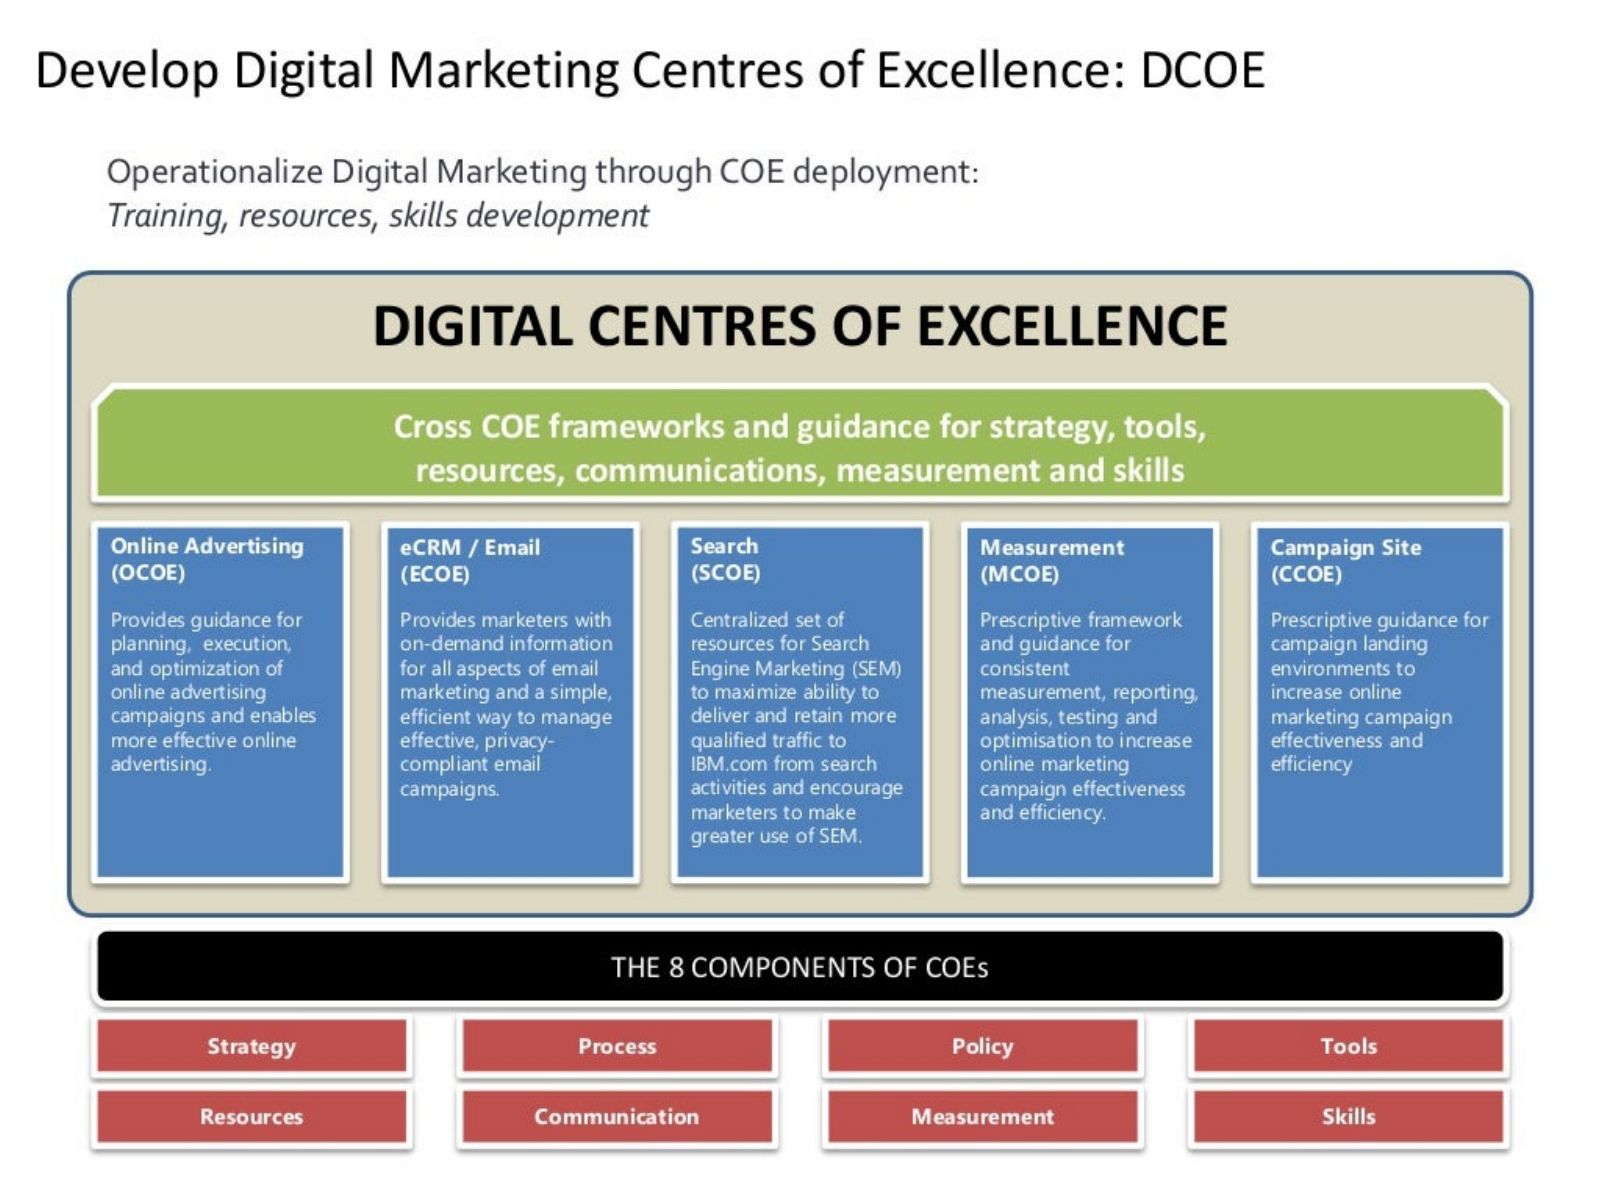 Develop Digital Marketing Centres of Excellence: DCOE
Operationalize Digital Marketing through COE deployment:
Training, resources, skills development
DIGITAL CENTRES OF EXCELLENCE
Cross COE frameworks and guidance for strategy, tools,
resources, communications, measurement and skills
Online Advertising
(OCOE)
Provides guidance for
planning, execution,
and optimization of
online advertising
campaigns and enables
more effective online
advertising.
eCRM / Email
(ECOE)
Provides marketers with
on-demand information
for all aspects of email
marketing and a simple,
efficient way to manage
effective, privacy-
compliant email
campaigns.
Search
(SCOE)
Centralized set of
resources for Search
Engine Marketing (SEM)
to maximize ability to
deliver and retain more
qualified traffic to
IBM.com from search
activities and encourage
marketers to make
greater use of SEM.
Measurement
(MCOE)
Prescriptive framework
and guidance for
consistent
measurement, reporting,
analysis, testing and
optimisation to increase
online marketing
campaign effectiveness
and efficiency.
Campaign Site
(CCOE)
Prescriptive guidance for
campaign landing
environments to
increase online
marketing campaign
effectiveness and
efficiency
THE 8 COMPONENTS OF COEs
Strategy
Process
Policy
Tools
Resources
Communication
Measurement
Skills